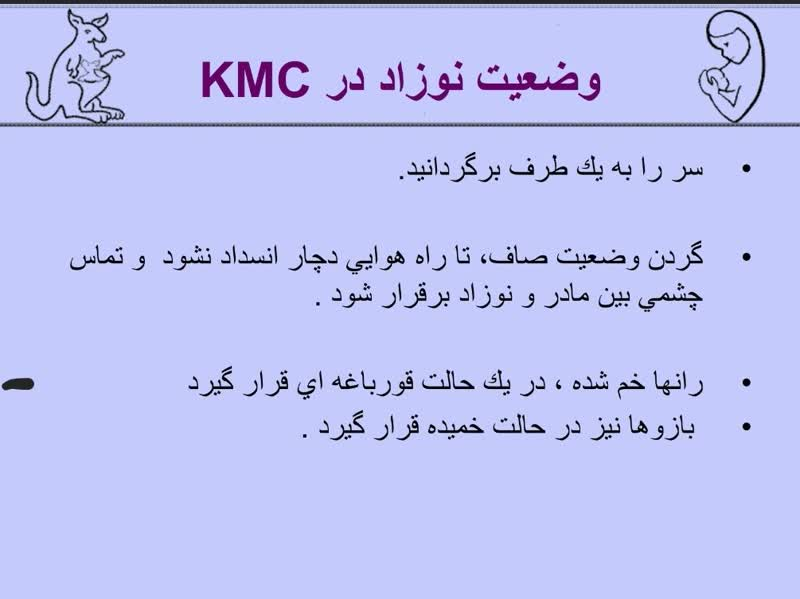 وضعيت نوزاد در KMC
• سر را به يك طرف برگردانيد.
• گردن وضعيت صاف، تا راه هوايي دچار انسداد نشود و تماس
چشمي بين مادر و نوزاد برقرار شود .
• رانها خم شده ، در يك حالت قورباغه اي قرار گيرد
• بازوها نيز در حالت خميده قرار گيرد .